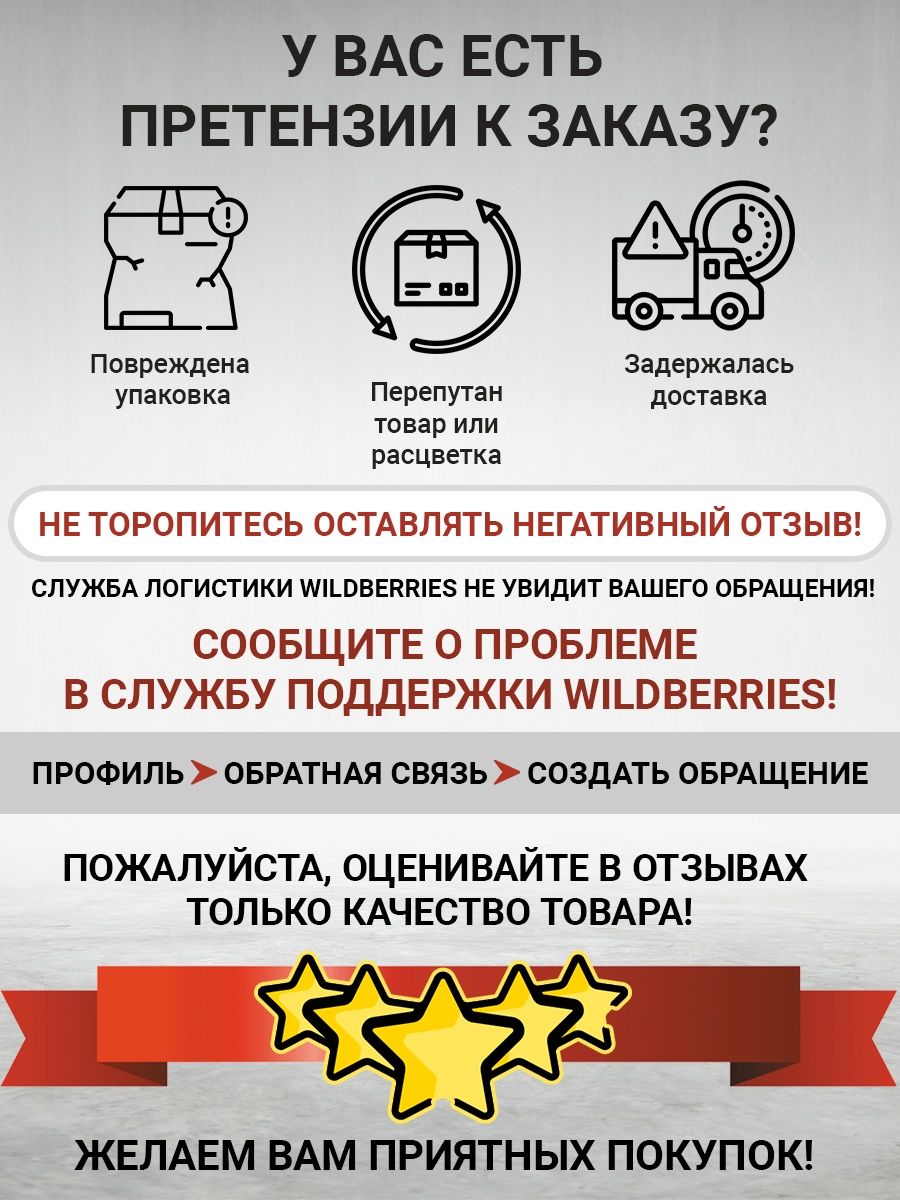 У ВАС ЕСТЬ
ПРЕТЕНЗИИ К ЗАКАЗУ?
Повреждена
упаковка
Перепутан
товар или
расцветка
Задержалась
доставка
НЕ ТОРОПИТЕСЬ ОСТАВЛЯТЬ НЕГАТИВНЫЙ ОТЗЫВ!
СЛУЖБА ЛОГИСТИКИ WILDBERRIES НЕ УВИДИТ ВАШЕГО ОБРАЩЕНИЯ!
СООБЩИТЕ О ПРОБЛЕМЕ
В СЛУЖБУ ПОДДЕРЖКИ WILDBERRIES!
ПРОФИЛЬ ➤ ОБРАТНАЯ СВЯЗЬ ➤ СОЗДАТЬ ОБРАЩЕНИЕ
ПОЖАЛУЙСТА, ОЦЕНИВАЙТЕ В ОТЗЫВАХ
ТОЛЬКО КАЧЕСТВО ТОВАРА!
ЖЕЛАЕМ ВАМ ПРИЯТНЫХ ПОКУПОК!